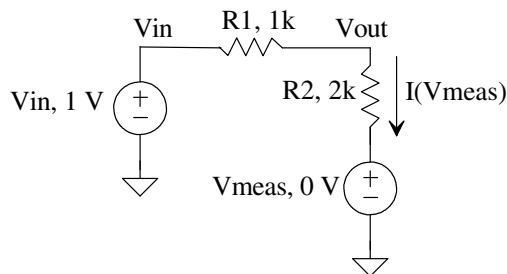 Vin
R1, 1k
Vout
Vin, 1 V
R2, 2k
I(Vmeas)
Vmeas, 0 V